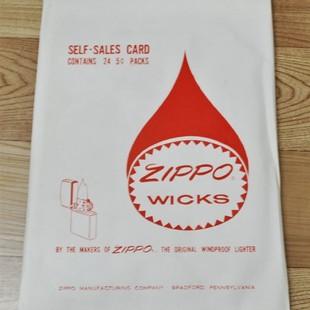 SELF-SALES CARD
CONTAINS 24 5¢ PACKS
ZIPPO
WICKS
BY THE MAKERS OF ZIPPO, THE ORIGINAL WINDPROOF LIGHTER
ZIPPO MANUFACTURING COMPANY BRADFORD, PENNSYLVANIA